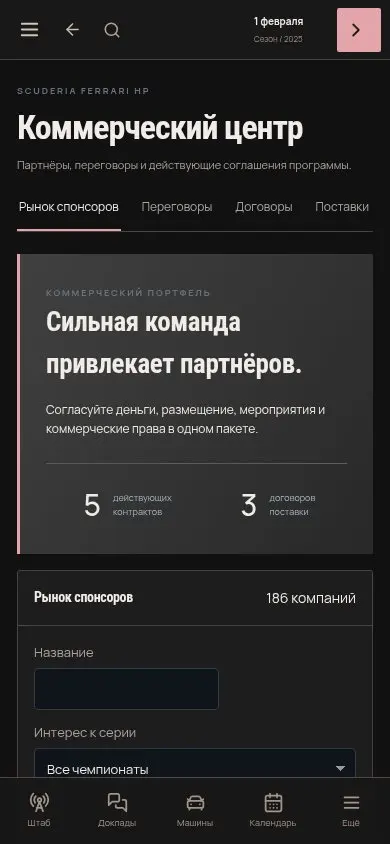 1 февраля
Сезон / 2025
SCUDERIA FERRARI HP
Коммерческий центр
Партнёры, переговоры и действующие соглашения программы.
Рынок спонсоров Переговоры Договоры Поставки
КОММЕРЧЕСКИЙ ПОРТФЕЛЬ
Сильная команда
привлекает партнёров.
Согласуйте деньги, размещение, мероприятия и
коммерческие права в одном пакете.
5 действующих
контрактов
3 договоров
поставки
Рынок спонсоров 186 компаний
Название
Интерес к серии
Все чемпионаты
Штаб Доклады Машины Календарь Ещё